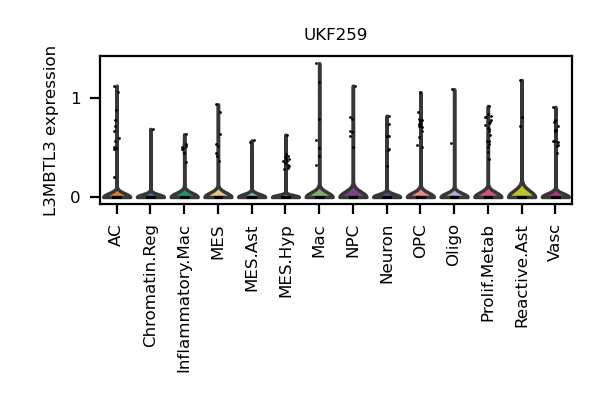 UKF259
L3MBTL3 expression
1
0
AC
Chromatin.Reg
Inflammatory.Mac
MES
MES.Ast
MES.Hyp
Mac
NPC
Neuron
OPC
Oligo
Prolif.Metab
Reactive.Ast
Vasc